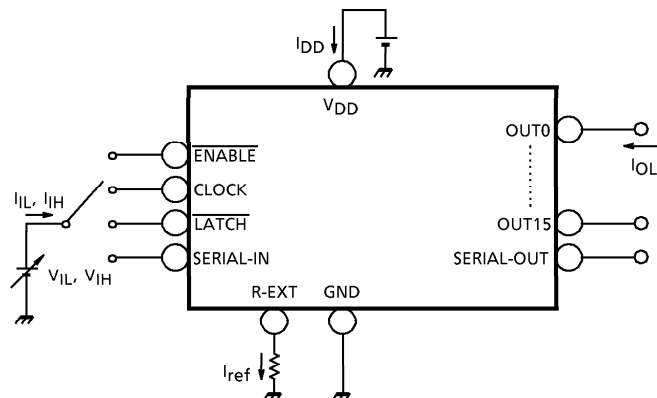 IDD
VDD
OUT0
IOL
ENABLE
CLOCK
IIL, IIH
LATCH
OUT15
SERIAL-IN
SERIAL-OUT
VIL, VIH
R-EXT GND
Iref